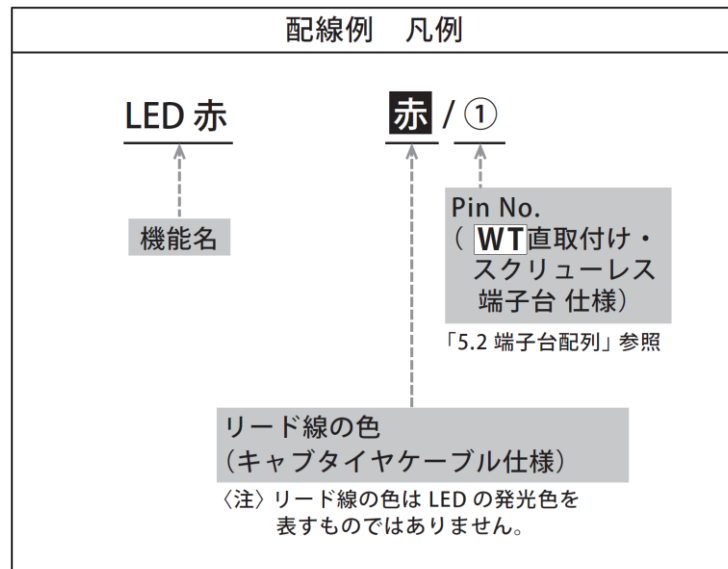 配線例 凡例
LED 赤 赤 / ①
機能名
Pin No.
( WT直取付け・
スクリューレス
端子台 仕様)
「5.2 端子台配列」参照
リード線の色
(キャブタイヤケーブル仕様)
〈注〉リード線の色は LED の発光色を
表すものではありません。